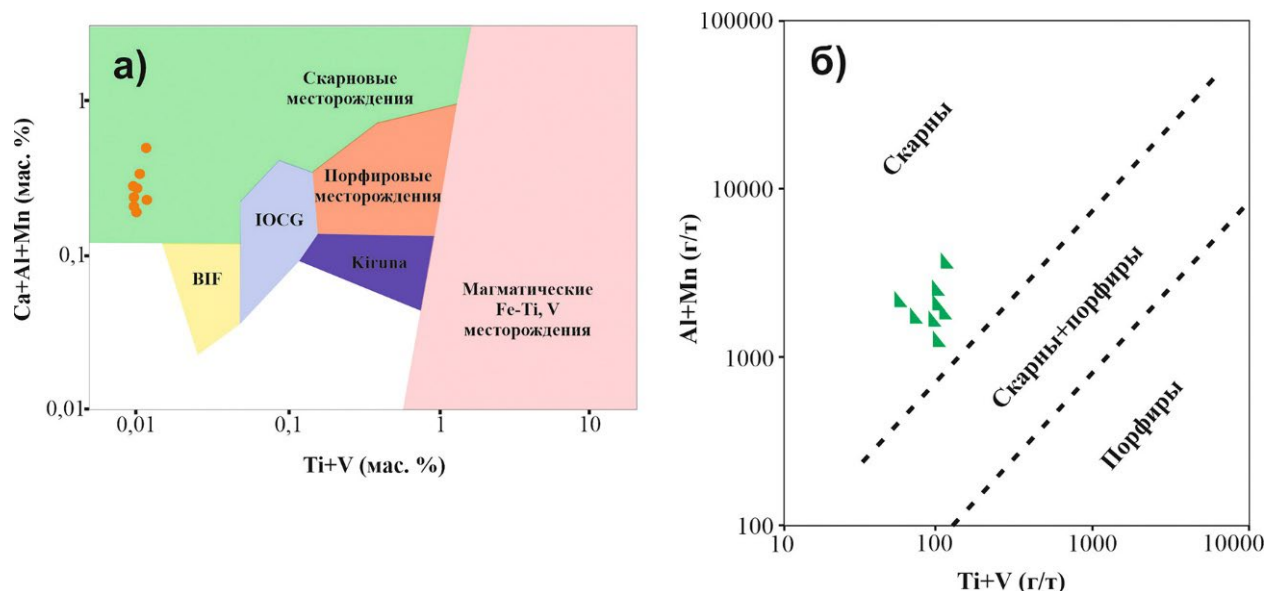 а)
Скарновые
месторождения
Порфировые
месторождения
IOCG
BIF
Kiruna
Магматические
Fe-Ti, V
месторождения
Ca+Al+Mn (мас. %)
1
0,1
0,01
0,01
0,1
1
10
Ti+V (мас. %)
б)
Скарны
Скарны+порфиры
Порфиры
Al+Mn (г/т)
100000
10000
1000
100
10
100
1000
10000
Ti+V (г/т)